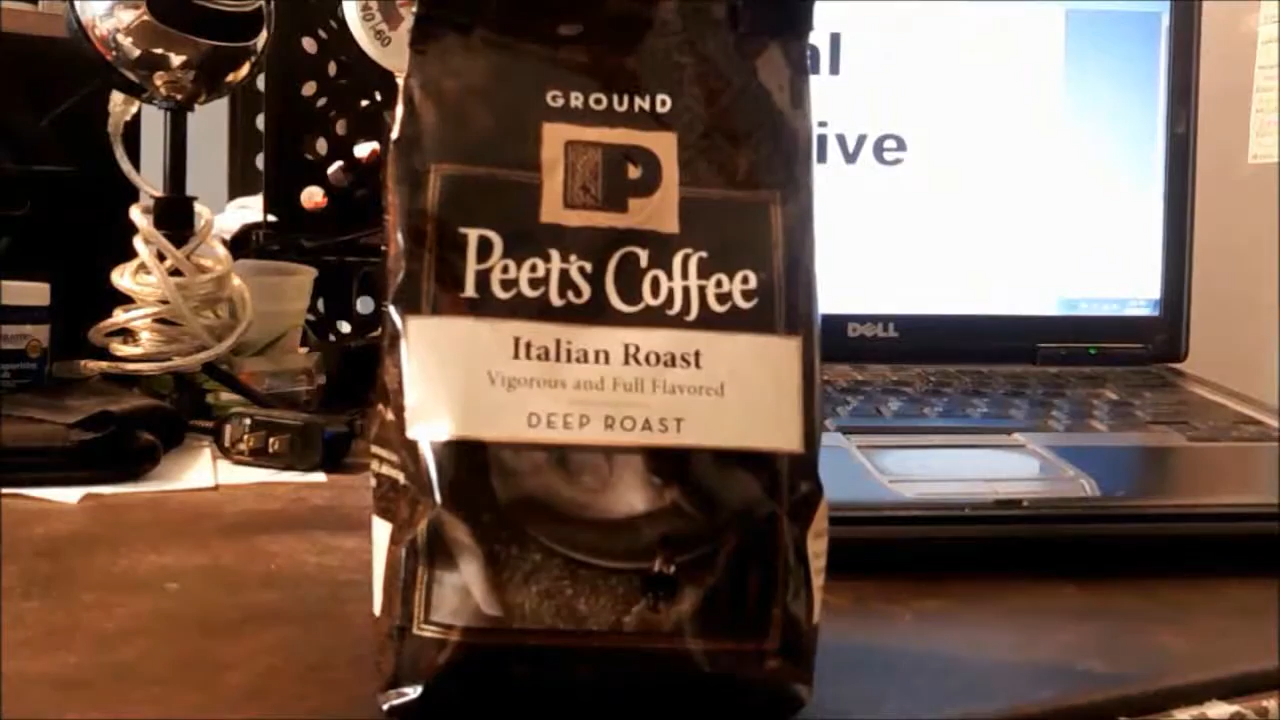 GROUND
P
Peet's Coffee
Italian Roast
Vigorous and Full Flavored
DEEP ROAST
al
ive
DELL